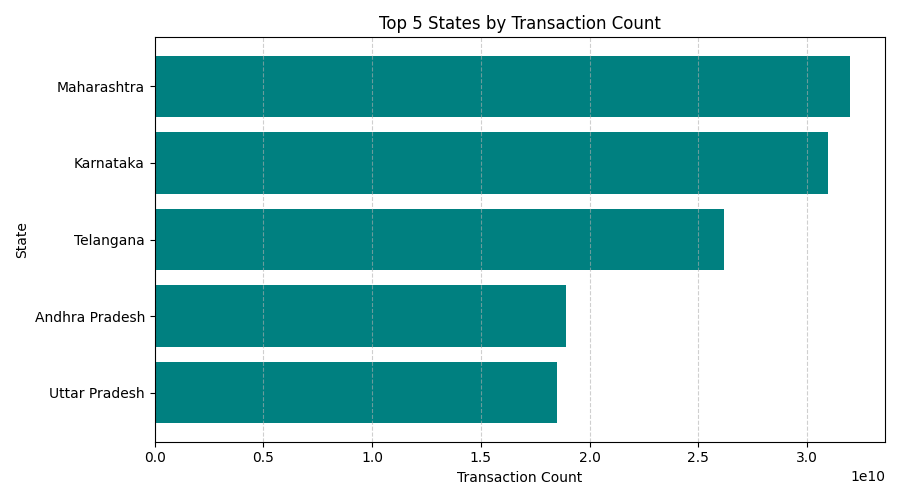 Top 5 States by Transaction Count
Maharashtra
Karnataka
Telangana
Andhra Pradesh
Uttar Pradesh
State
0.0 0.5 1.0 1.5 2.0 2.5 3.0
1e10
Transaction Count